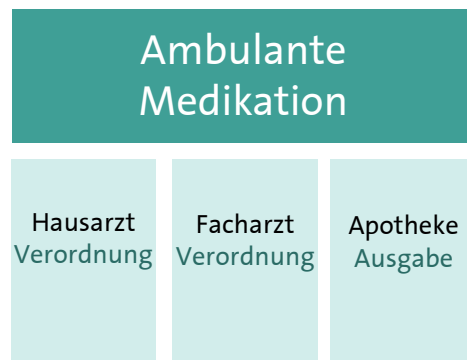 Ambulante
Medikation
Hausarzt
Verordnung
Facharzt
Verordnung
Apotheke
Ausgabe